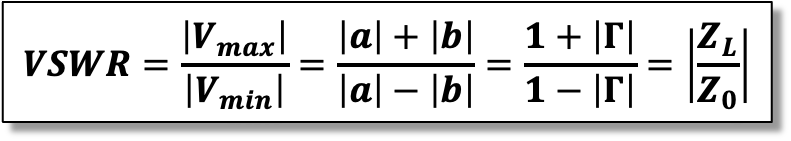 VSWR = |V_max| / |V_min| = (|a| + |b|) / (|a| − |b|) = (1 + |Γ|) / (1 − |Γ|) = |Z_L / Z_0|